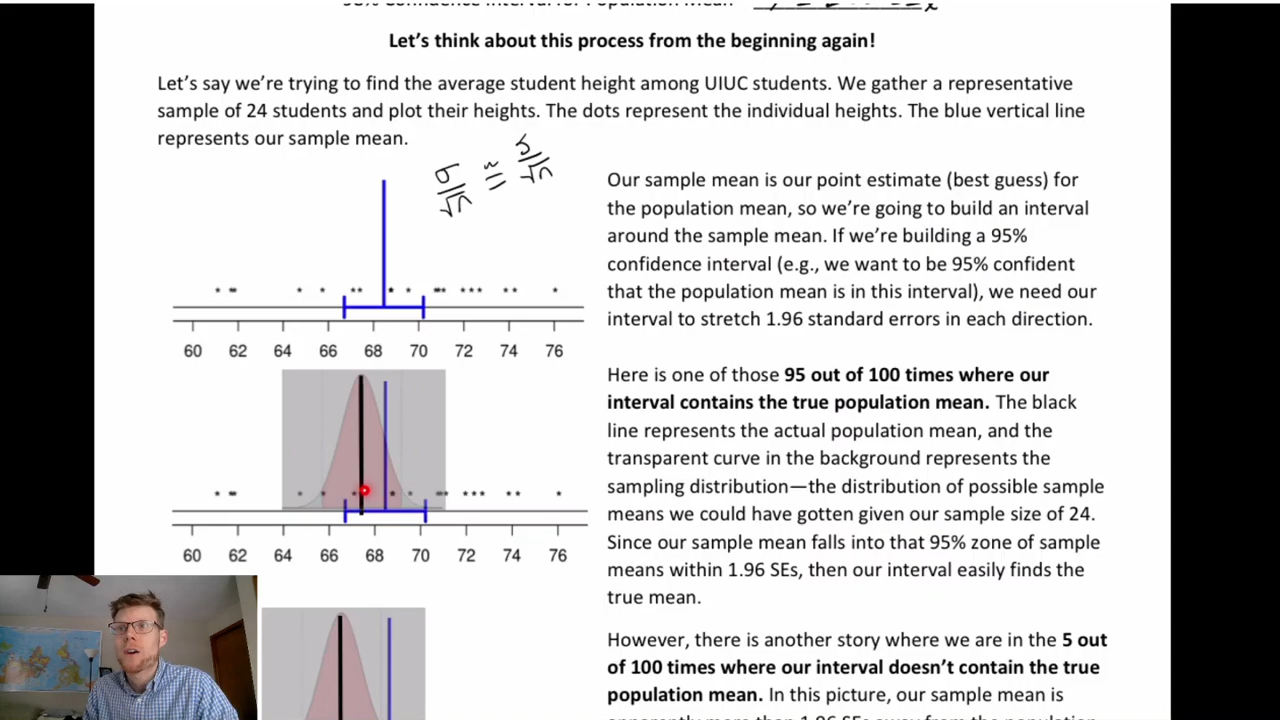 Let's think about this process from the beginning again!
Let's say we're trying to find the average student height among UIUC students. We gather a representative
sample of 24 students and plot their heights. The dots represent the individual heights. The blue vertical line
represents our sample mean.
σ/√n ≈ s/√n
Our sample mean is our point estimate (best guess) for
the population mean, so we're going to build an interval
around the sample mean. If we're building a 95%
confidence interval (e.g., we want to be 95% confident
that the population mean is in this interval), we need our
interval to stretch 1.96 standard errors in each direction.
60 62 64 66 68 70 72 74 76
Here is one of those 95 out of 100 times where our
interval contains the true population mean. The black
line represents the actual population mean, and the
transparent curve in the background represents the
sampling distribution—the distribution of possible sample
means we could have gotten given our sample size of 24.
Since our sample mean falls into that 95% zone of sample
means within 1.96 SEs, then our interval easily finds the
true mean.
60 62 64 66 68 70 72 74 76
However, there is another story where we are in the 5 out
of 100 times where our interval doesn't contain the true
population mean. In this picture, our sample mean is